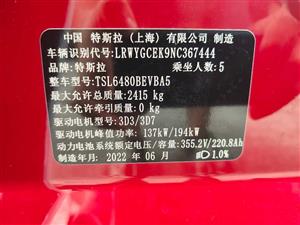 中国 特斯拉（上海）有限公司 制造
车辆识别代号：LRWYGCEK9NC367444
品牌：特斯拉 乘坐人数：5
整车型号：TSL6480BEVBA5
最大允许总质量：2415 kg
最大允许牵引质量：0 kg
驱动电机型号：3D3/3D7
驱动电机峰值功率：137kW/194kW
动力电池系统额定电压/容量：355.2V/220.8Ah
制造年月：2022 年 06 月 1.0%